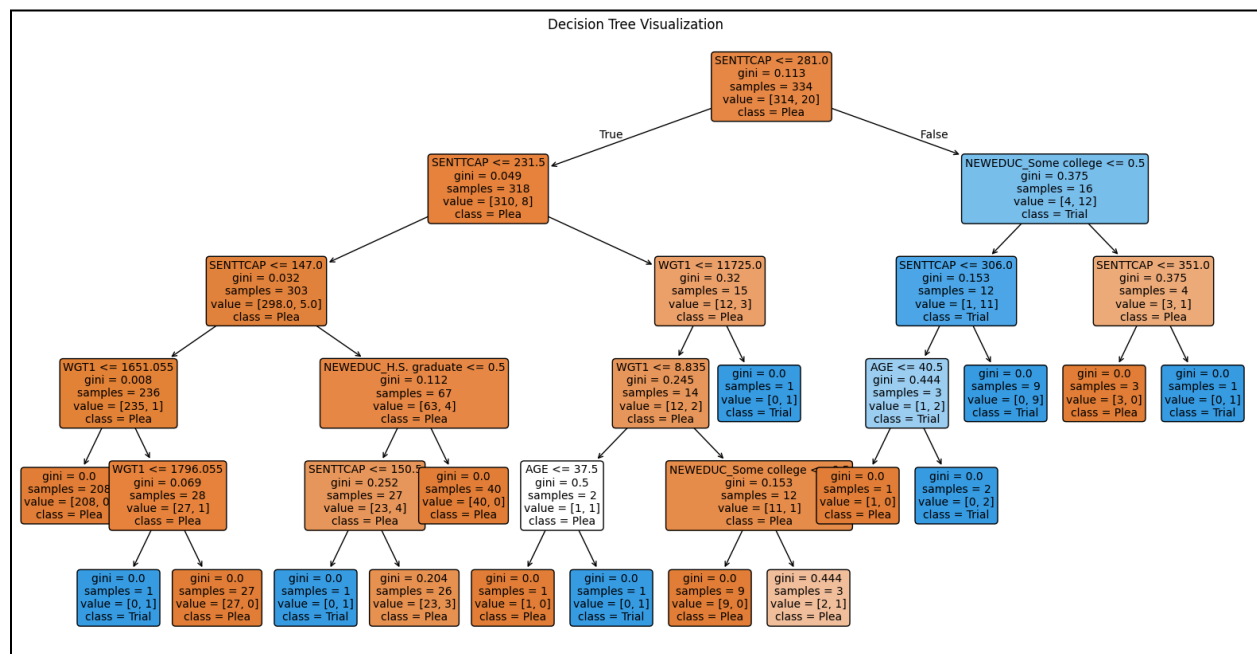 Decision Tree Visualization
SENTTCAP <= 281.0
gini = 0.113
samples = 334
value = [314, 20]
class = Plea
True
False
SENTTCAP <= 231.5
gini = 0.049
samples = 318
value = [310, 8]
class = Plea
NEWEDUC_Some college <= 0.5
gini = 0.375
samples = 16
value = [4, 12]
class = Trial
SENTTCAP <= 147.0
gini = 0.032
samples = 303
value = [298.0, 5.0]
class = Plea
WGT1 <= 11725.0
gini = 0.32
samples = 15
value = [12, 3]
class = Plea
SENTTCAP <= 306.0
gini = 0.153
samples = 12
value = [1, 11]
class = Trial
SENTTCAP <= 351.0
gini = 0.375
samples = 4
value = [3, 1]
class = Plea
WGT1 <= 1651.055
gini = 0.008
samples = 236
value = [235, 1]
class = Plea
NEWEDUC_H.S. graduate <= 0.5
gini = 0.112
samples = 67
value = [63, 4]
class = Plea
WGT1 <= 8.835
gini = 0.245
samples = 14
value = [12, 2]
class = Plea
gini = 0.0
samples = 1
value = [0, 1]
class = Trial
AGE <= 40.5
gini = 0.444
samples = 3
value = [1, 2]
class = Trial
gini = 0.0
samples = 9
value = [0, 9]
class = Trial
gini = 0.0
samples = 3
value = [3, 0]
class = Plea
gini = 0.0
samples = 1
value = [0, 1]
class = Trial
gini = 0.0
samples = 208
value = [208, 0
class = Plea
WGT1 <= 1796.055
gini = 0.069
samples = 28
value = [27, 1]
class = Plea
SENTTCAP <= 150.5
gini = 0.252
samples = 27
value = [23, 4]
class = Plea
gini = 0.0
samples = 40
value = [40, 0]
class = Plea
AGE <= 37.5
gini = 0.5
samples = 2
value = [1, 1]
class = Plea
NEWEDUC_Some college
gini = 0.153
samples = 12
value = [11, 1]
class = Plea
gini = 0.0
samples = 1
value = [1, 0]
class = Plea
gini = 0.0
samples = 2
value = [0, 2]
class = Trial
gini = 0.0
samples = 1
value = [0, 1]
class = Trial
gini = 0.0
samples = 27
value = [27, 0]
class = Plea
gini = 0.0
samples = 1
value = [0, 1]
class = Trial
gini = 0.204
samples = 26
value = [23, 3]
class = Plea
gini = 0.0
samples = 1
value = [1, 0]
class = Plea
gini = 0.0
samples = 1
value = [0, 1]
class = Trial
gini = 0.0
samples = 9
value = [9, 0]
class = Plea
gini = 0.444
samples = 3
value = [2, 1]
class = Plea